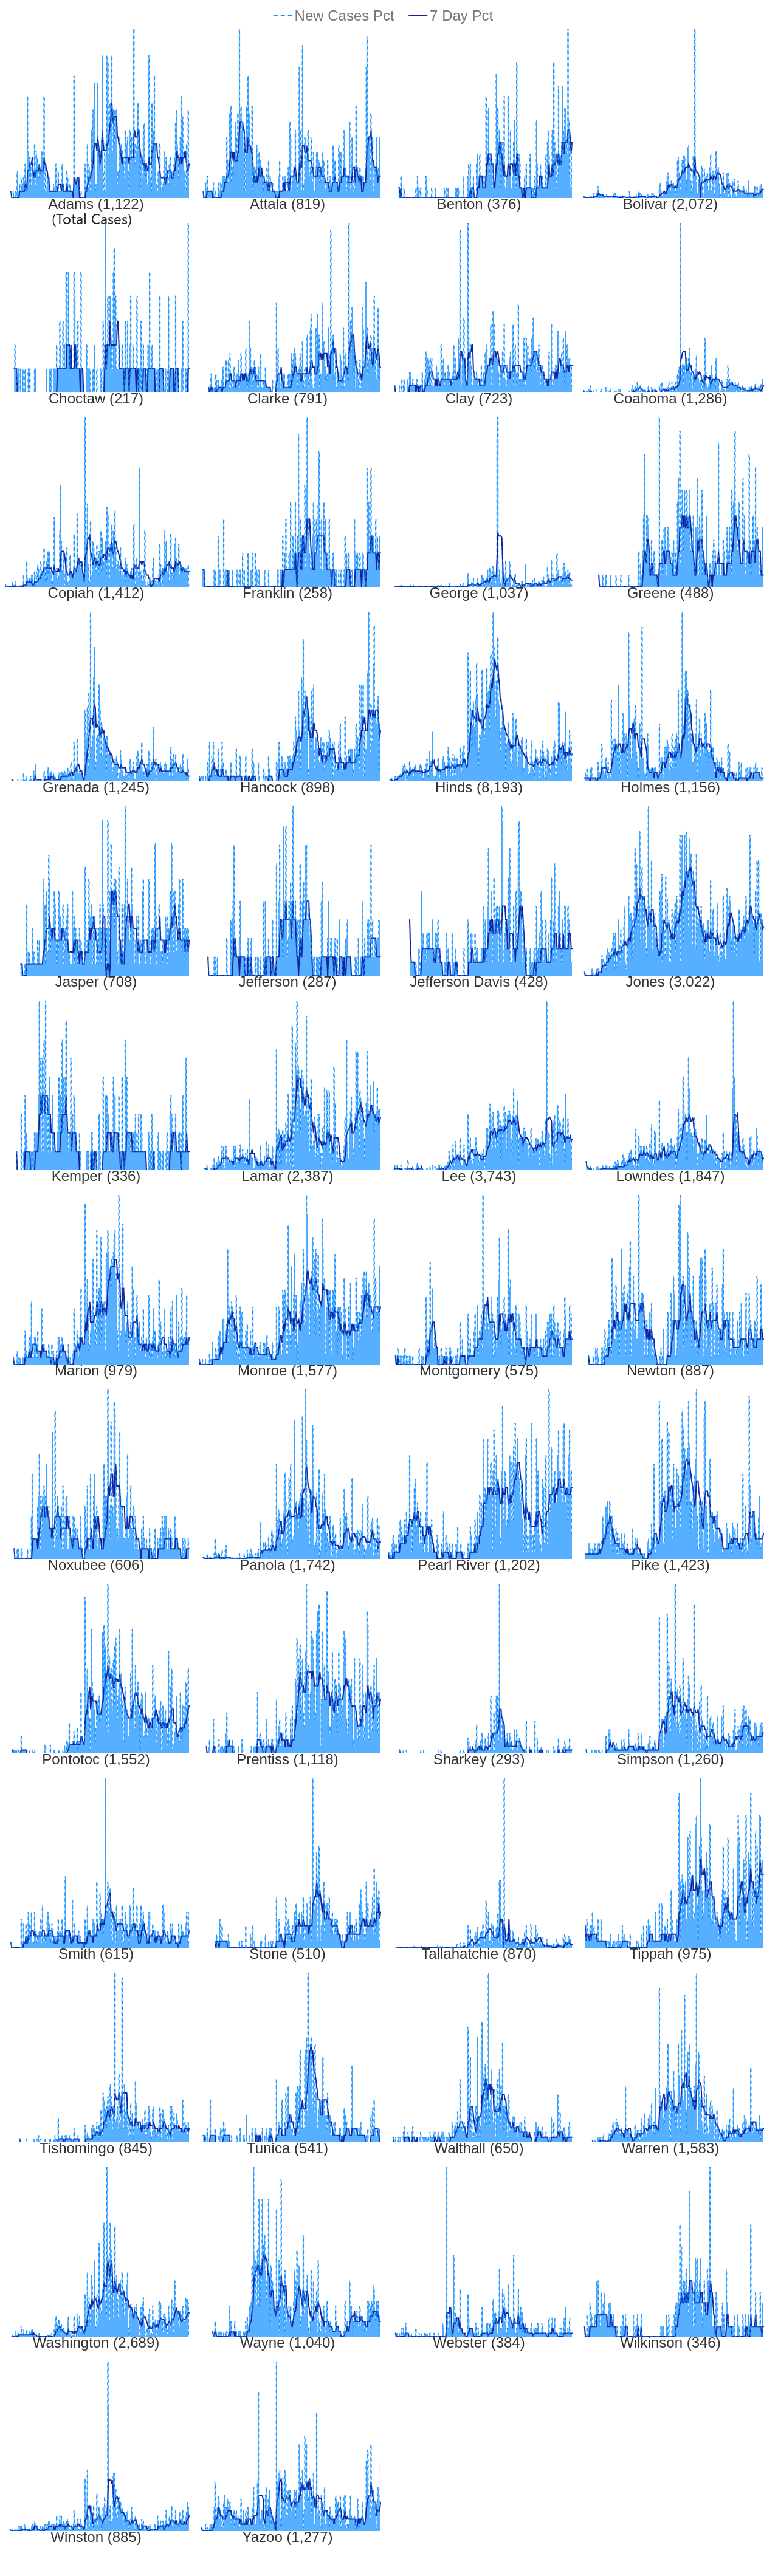 New Cases Pct 7 Day Pct
Adams (1,122) Attala (819) Benton (376) Bolivar (2,072)
(Total Cases)
Choctaw (217) Clarke (791) Clay (723) Coahoma (1,286)
Copiah (1,412) Franklin (258) George (1,037) Greene (488)
Grenada (1,245) Hancock (898) Hinds (8,193) Holmes (1,156)
Jasper (708) Jefferson (287) Jefferson Davis (428) Jones (3,022)
Kemper (336) Lamar (2,387) Lee (3,743) Lowndes (1,847)
Marion (979) Monroe (1,577) Montgomery (575) Newton (887)
Noxubee (606) Panola (1,742) Pearl River (1,202) Pike (1,423)
Pontotoc (1,552) Prentiss (1,118) Sharkey (293) Simpson (1,260)
Smith (615) Stone (510) Tallahatchie (870) Tippah (975)
Tishomingo (845) Tunica (541) Walthall (650) Warren (1,583)
Washington (2,689) Wayne (1,040) Webster (384) Wilkinson (346)
Winston (885) Yazoo (1,277)